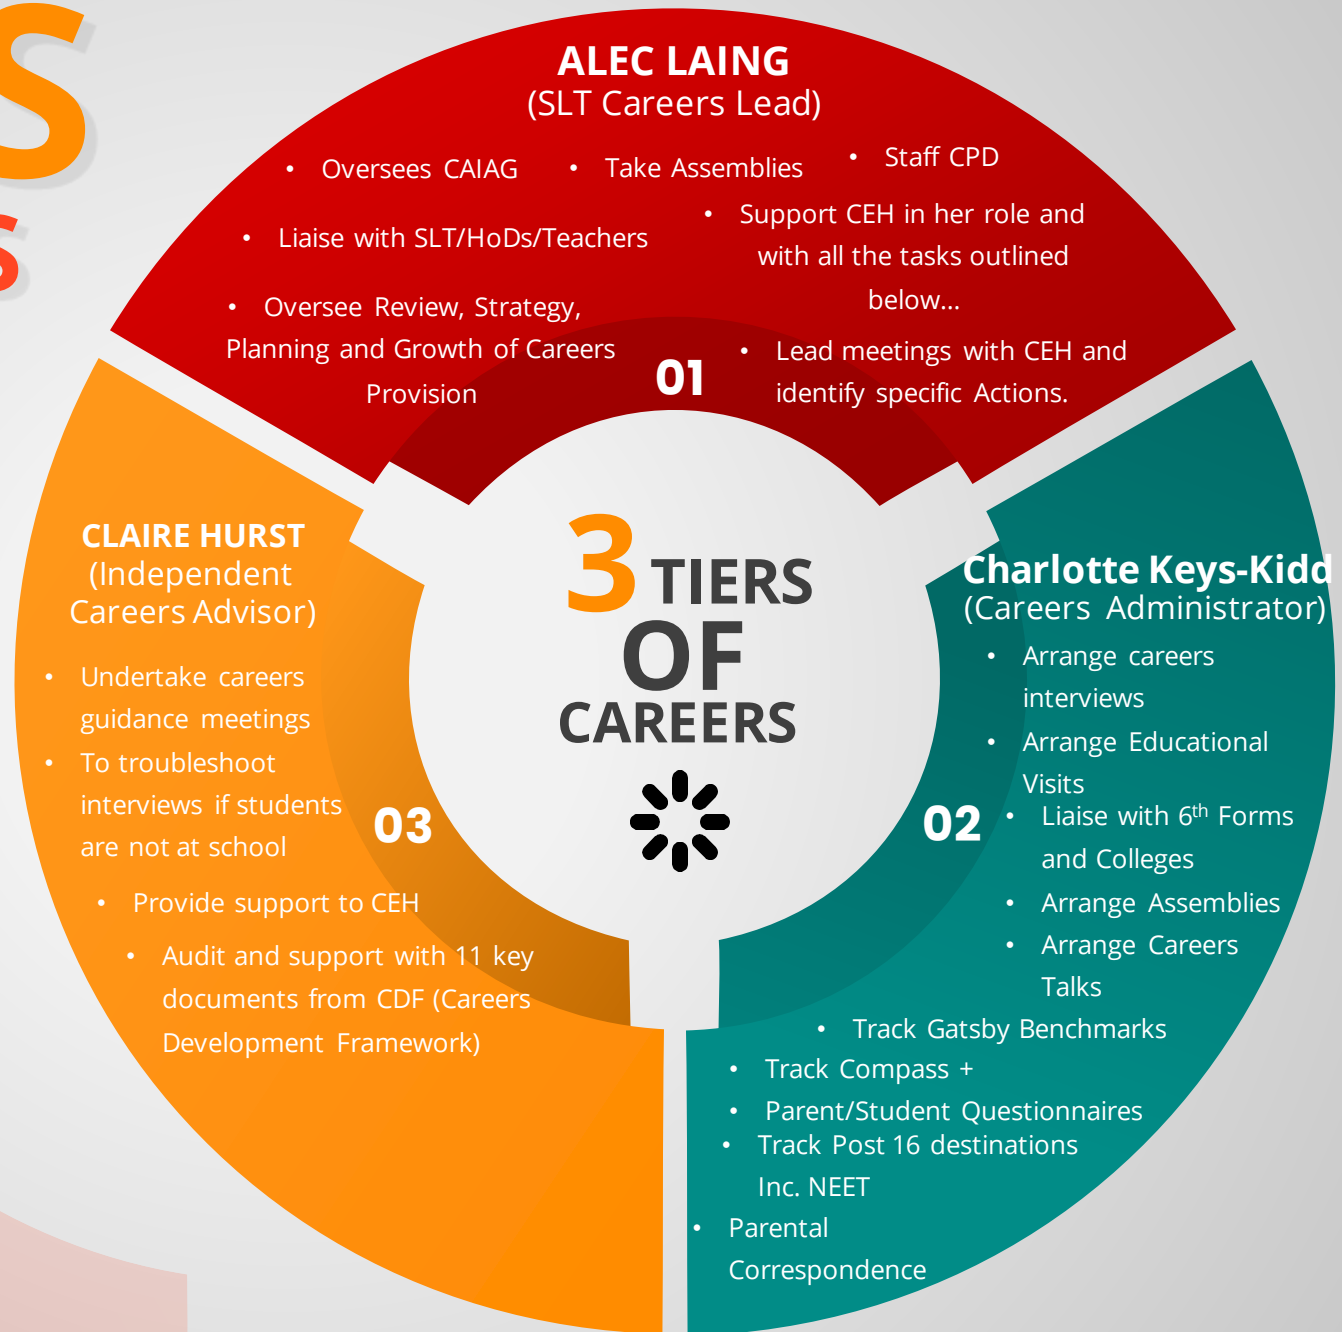 S
S
ALEC LAING
(SLT Careers Lead)
• Oversees CAIAG
• Take Assemblies
• Staff CPD
• Liaise with SLT/HoDs/Teachers
• Support CEH in her role and
with all the tasks outlined
below...
• Oversee Review, Strategy,
Planning and Growth of Careers
Provision
• Lead meetings with CEH and
identify specific Actions.
01
3 TIERS
OF
CAREERS
Charlotte Keys-Kidd
(Careers Administrator)
• Arrange careers
interviews
• Arrange Educational
Visits
• Liaise with 6th Forms
and Colleges
• Arrange Assemblies
• Arrange Careers
Talks
• Track Gatsby Benchmarks
• Track Compass +
• Parent/Student Questionnaires
• Track Post 16 destinations
Inc. NEET
• Parental
Correspondence
02
CLAIRE HURST
(Independent
Careers Advisor)
• Undertake careers
guidance meetings
• To troubleshoot
interviews if students
are not at school
• Provide support to CEH
• Audit and support with 11 key
documents from CDF (Careers
Development Framework)
03